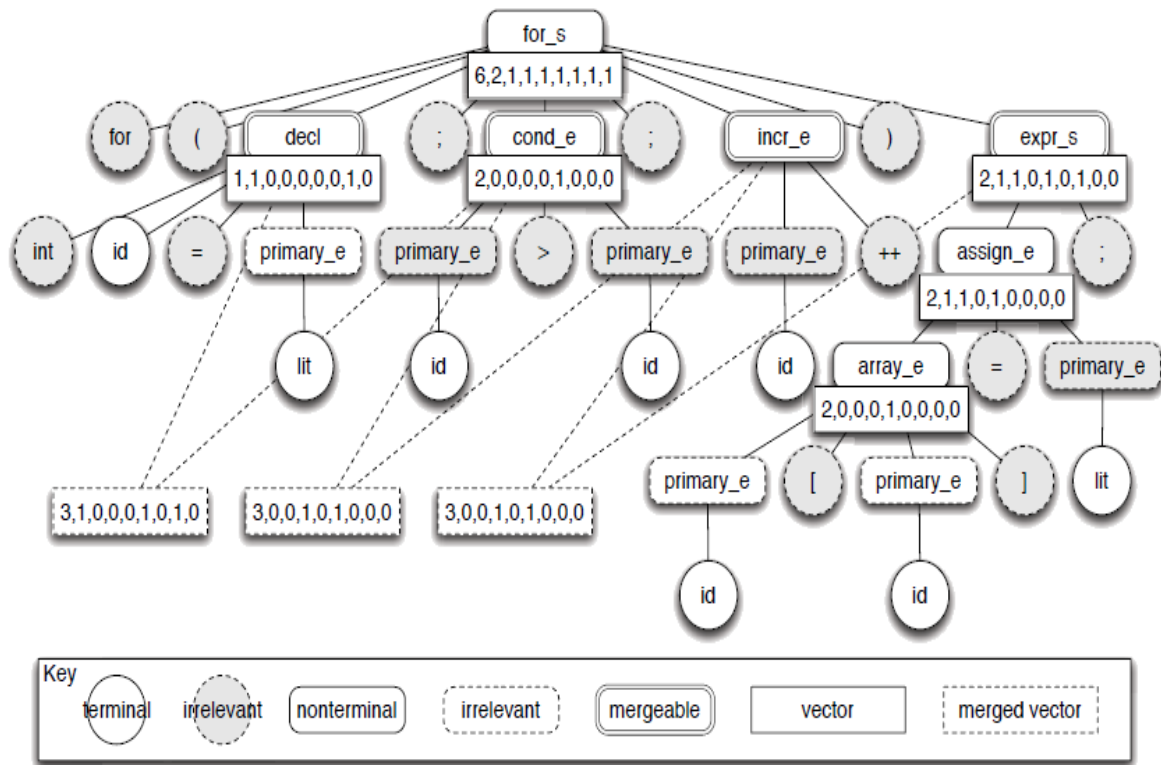 for_s
6,2,1,1,1,1,1,1,1
for
(
decl
;
cond_e
;
incr_e
)
expr_s
1,1,0,0,0,0,0,1,0
2,0,0,0,0,1,0,0,0
2,1,1,0,1,0,1,0,0
int
id
=
primary_e
primary_e
>
primary_e
primary_e
++
assign_e
;
2,1,1,0,1,0,0,0,0
lit
id
id
id
array_e
=
primary_e
2,0,0,0,1,0,0,0,0
3,1,0,0,0,1,0,1,0
3,0,0,1,0,1,0,0,0
3,0,0,1,0,1,0,0,0
primary_e
[
primary_e
]
lit
id
id
Key
terminal
irrelevant
nonterminal
irrelevant
mergeable
vector
merged vector